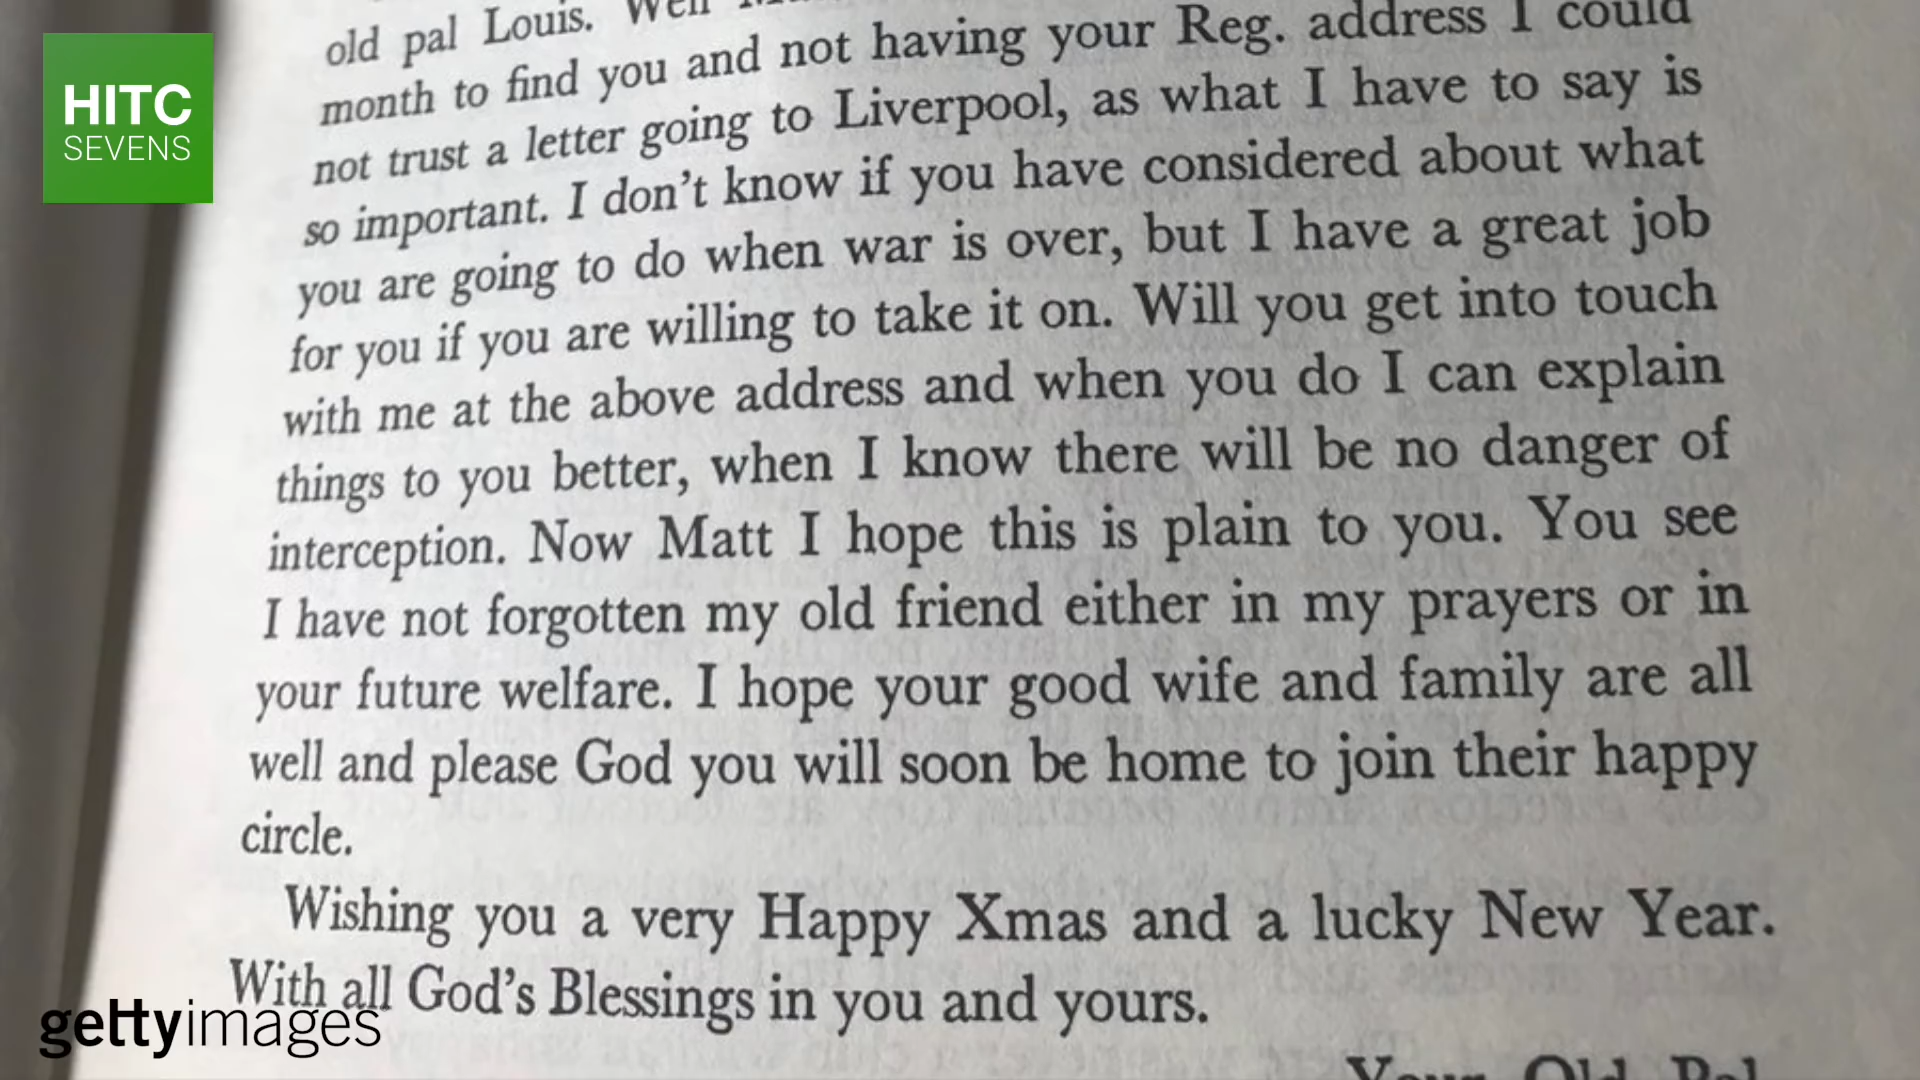 old pal Louis. Well
month to find you and not having your Reg. address I could
not trust a letter going to Liverpool, as what I have to say is
so important. I don't know if you have considered about what
you are going to do when war is over, but I have a great job
for you if you are willing to take it on. Will you get into touch
with me at the above address and when you do I can explain
things to you better, when I know there will be no danger of
interception. Now Matt I hope this is plain to you. You see
I have not forgotten my old friend either in my prayers or in
your future welfare. I hope your good wife and family are all
well and please God you will soon be home to join their happy
circle.
Wishing you a very Happy Xmas and a lucky New Year.
With all God's Blessings in you and yours.
Your Old Pal
HITC
SEVENS
gettyimages